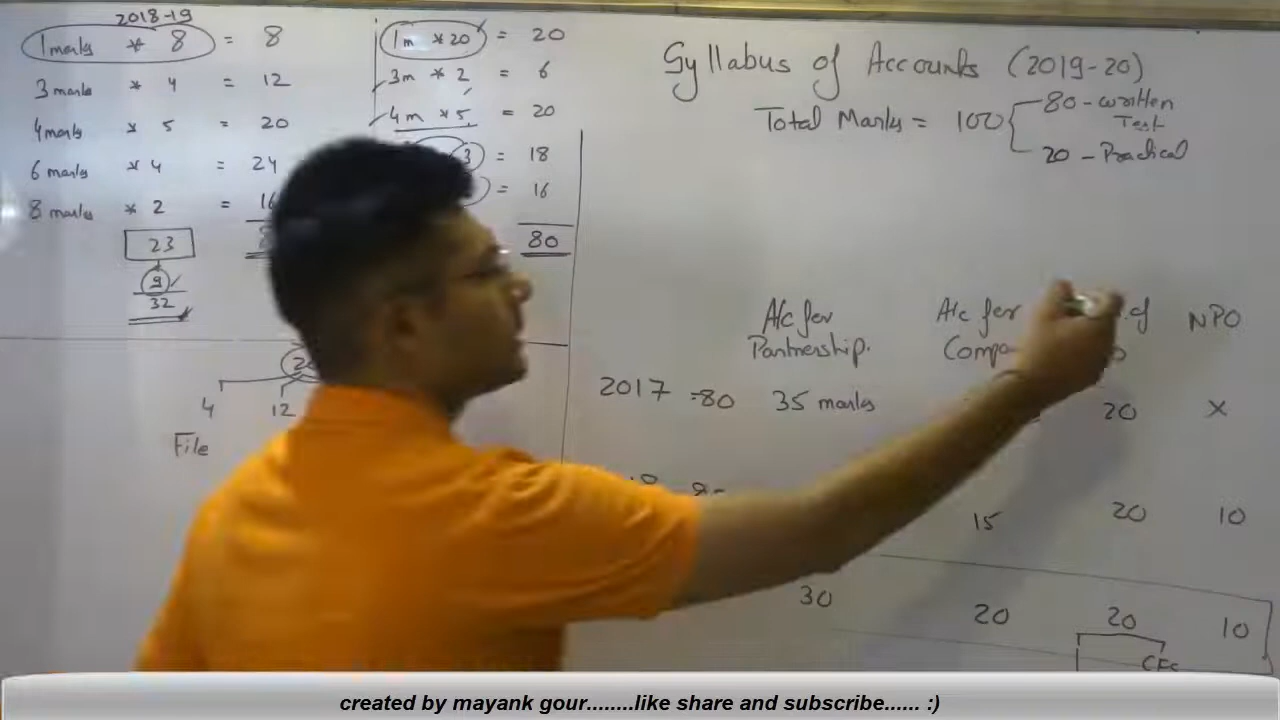 2018-19
1 marks * 8 = 8
3 marks * 4 = 12
4 marks * 5 = 20
6 marks * 4 = 24
8 marks * 2 = 16
23
9
32
1m * 20 = 20
3m * 2 = 6
4m * 5 = 20
3 = 18
= 16
80
4 12
File
Syllabus of Accounts (2019-20)
Total Marks = 100
80 - written Test
20 - Practical
A/c for Partnership.
A/c for
of
NPO
2017 =80 35 marks 20 x
15 20 10
30 20 20 10
created by mayank gour........like share and subscribe...... :)